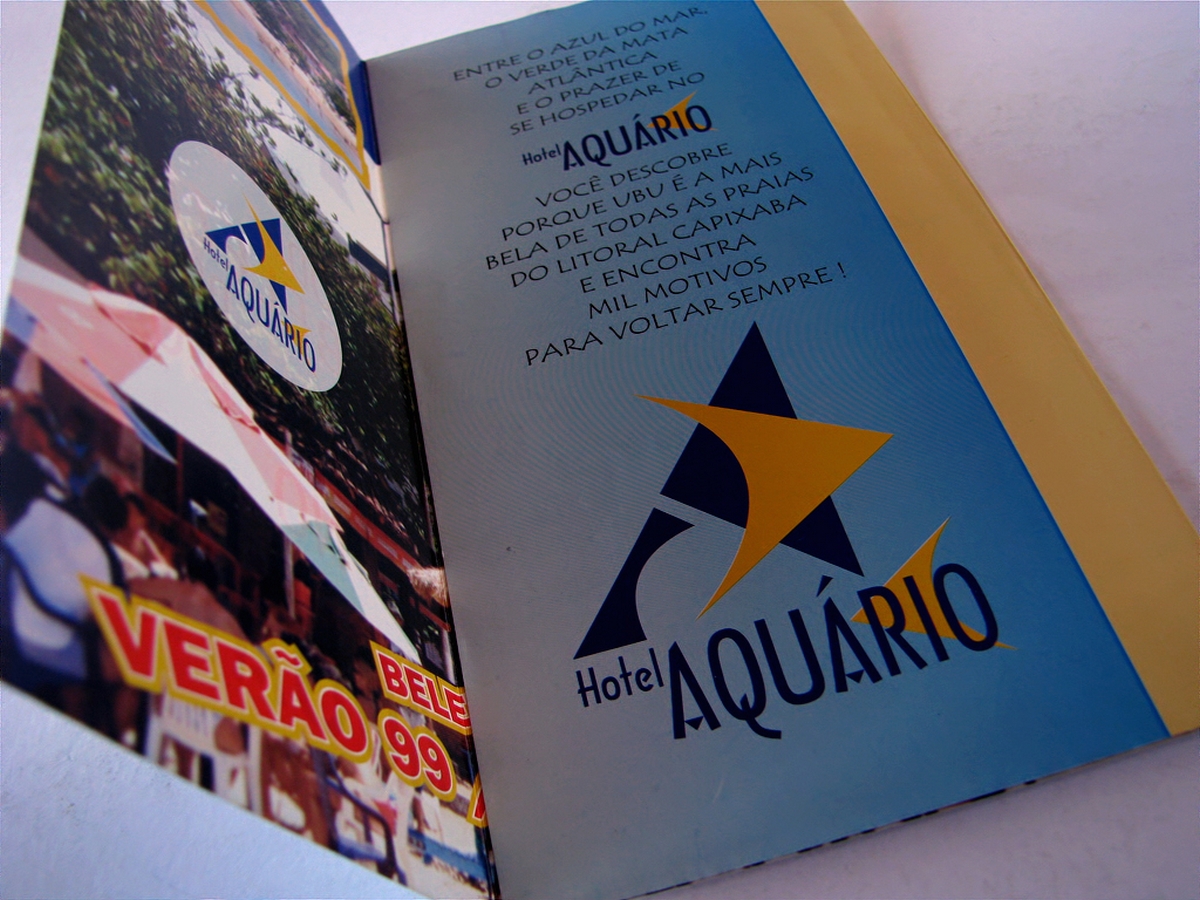 Hotel
AQUÁRIO
VERÃO 99
BELE
ENTRE O AZUL DO MAR,
O VERDE DA MATA
ATLÂNTICA
E O PRAZER DE
SE HOSPEDAR NO
Hotel AQUÁRIO
VOCÊ DESCOBRE
PORQUE UBU É A MAIS
BELA DE TODAS AS PRAIAS
DO LITORAL CAPIXABA
E ENCONTRA
MIL MOTIVOS
PARA VOLTAR SEMPRE !
Hotel AQUÁRIO